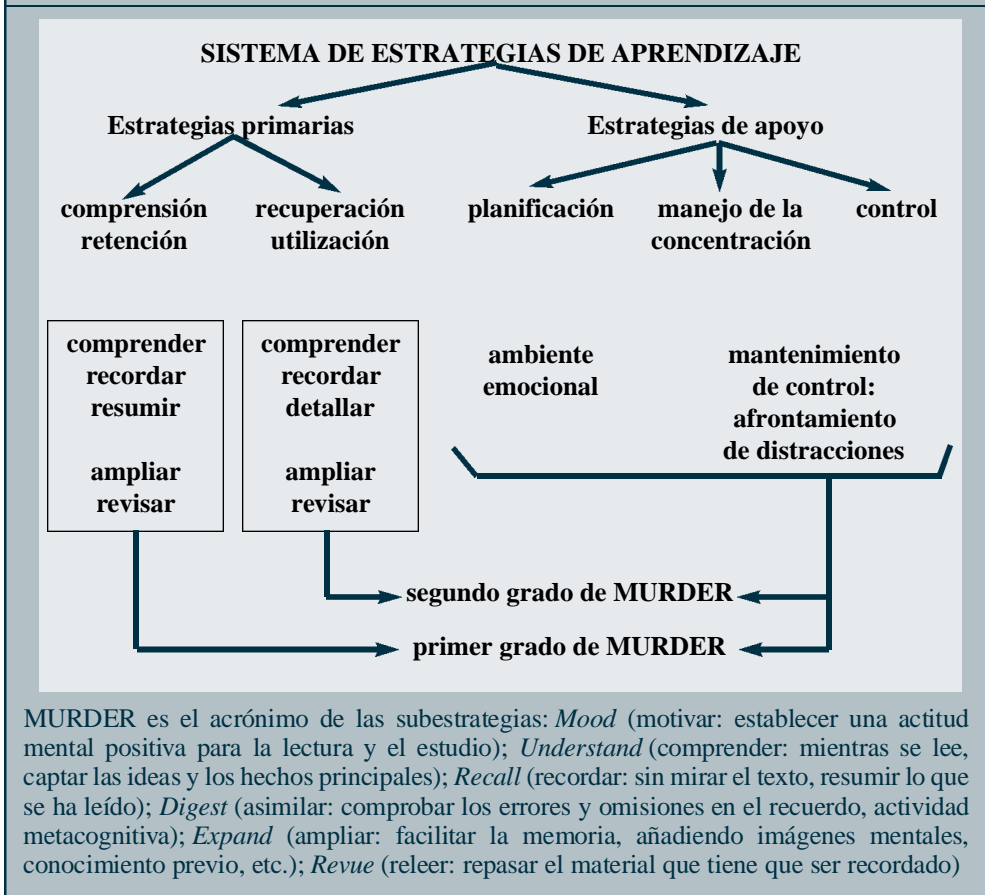 SISTEMA DE ESTRATEGIAS DE APRENDIZAJE
Estrategias primarias
Estrategias de apoyo
comprensión
retención
recuperación
utilización
planificación
manejo de la
concentración
control
comprender
recordar
resumir
ampliar
revisar
comprender
recordar
detallar
ampliar
revisar
ambiente
emocional
mantenimiento
de control:
afrontamiento
de distracciones
segundo grado de MURDER
primer grado de MURDER
MURDER es el acrónimo de las subestrategias: Mood (motivar: establecer una actitud
mental positiva para la lectura y el estudio); Understand (comprender: mientras se lee,
captar las ideas y los hechos principales); Recall (recordar: sin mirar el texto, resumir lo que
se ha leído); Digest (asimilar: comprobar los errores y omisiones en el recuerdo, actividad
metacognitiva); Expand (ampliar: facilitar la memoria, añadiendo imágenes mentales,
conocimiento previo, etc.); Revue (releer: repasar el material que tiene que ser recordado)